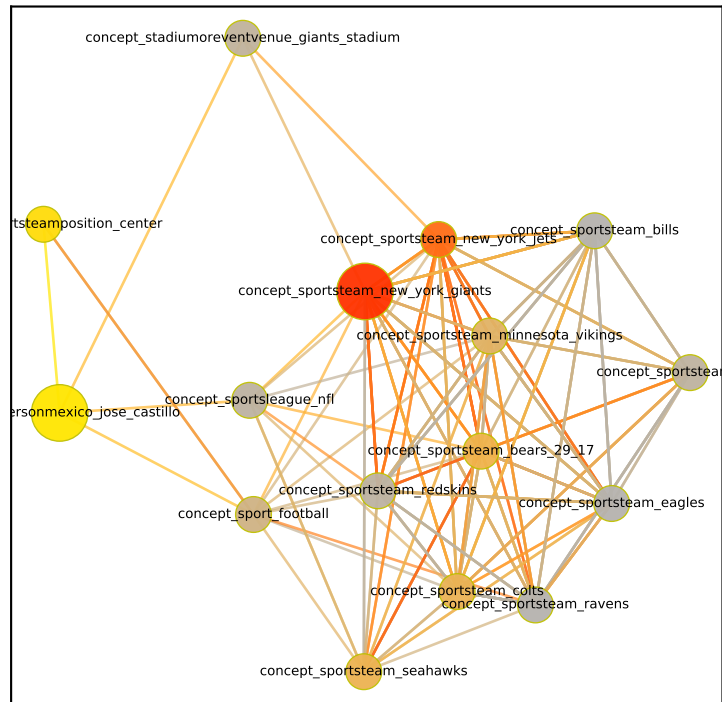 concept_stadiumoreventvenue_giants_stadium
rtsteamposition_center
concept_sportsteam_bills
concept_sportsteam_new_york_jets
concept_sportsteam_new_york_giants
concept_sportsteam_minnesota_vikings
concept_sportsteam
concept_sportsleague_nfl
ersonmexico_jose_castillo
concept_sportsteam_bears_29_17
concept_sportsteam_redskins
concept_sportsteam_eagles
concept_sport_football
concept_sportsteam_colts
concept_sportsteam_ravens
concept_sportsteam_seahawks